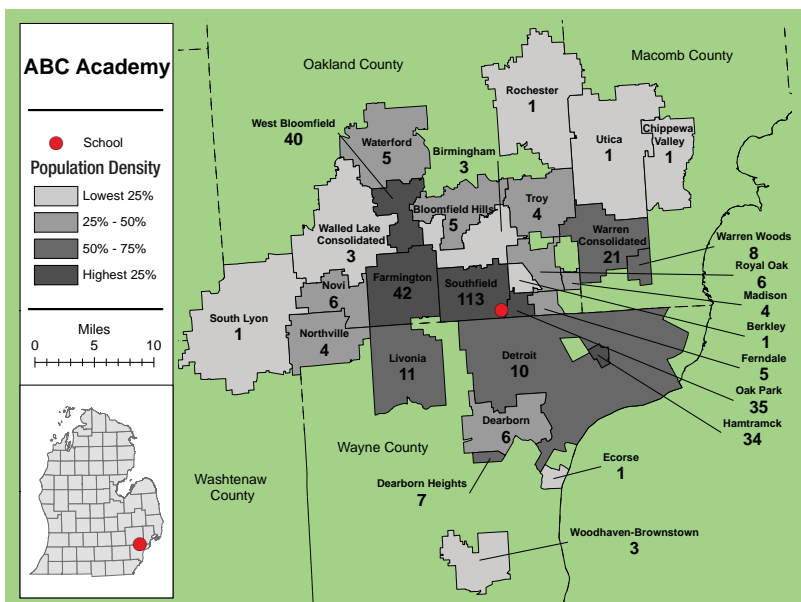 ABC Academy
School
Population Density
Lowest 25%
25% - 50%
50% - 75%
Highest 25%
Miles
0 5 10
Oakland County
Macomb County
Rochester
1
West Bloomfield
40
Waterford
5
Birmingham
3
Utica
1
Chippewa
Valley
1
Bloomfield Hills
5
Troy
4
Walled Lake
Consolidated
3
Warren
Consolidated
21
Warren Woods
8
Royal Oak
6
Novi
6
Farmington
42
Southfield
113
Madison
4
South Lyon
1
Northville
4
Berkley
1
Livonia
11
Detroit
10
Ferndale
5
Oak Park
35
Hamtramck
34
Dearborn
6
Wayne County
Washtenaw
County
Dearborn Heights
7
Ecorse
1
Woodhaven-Brownstown
3